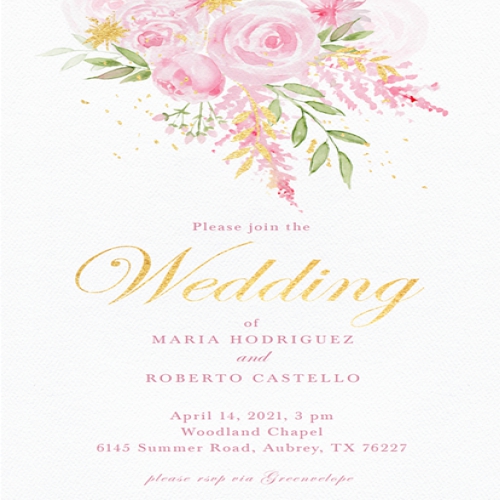 Please join the
Wedding
of
MARIA HODRIGUEZ
and
ROBERTO CASTELLO
April 14, 2021, 3 pm
Woodland Chapel
6145 Summer Road, Aubrey, TX 76227
please rsvp via Greenvelope